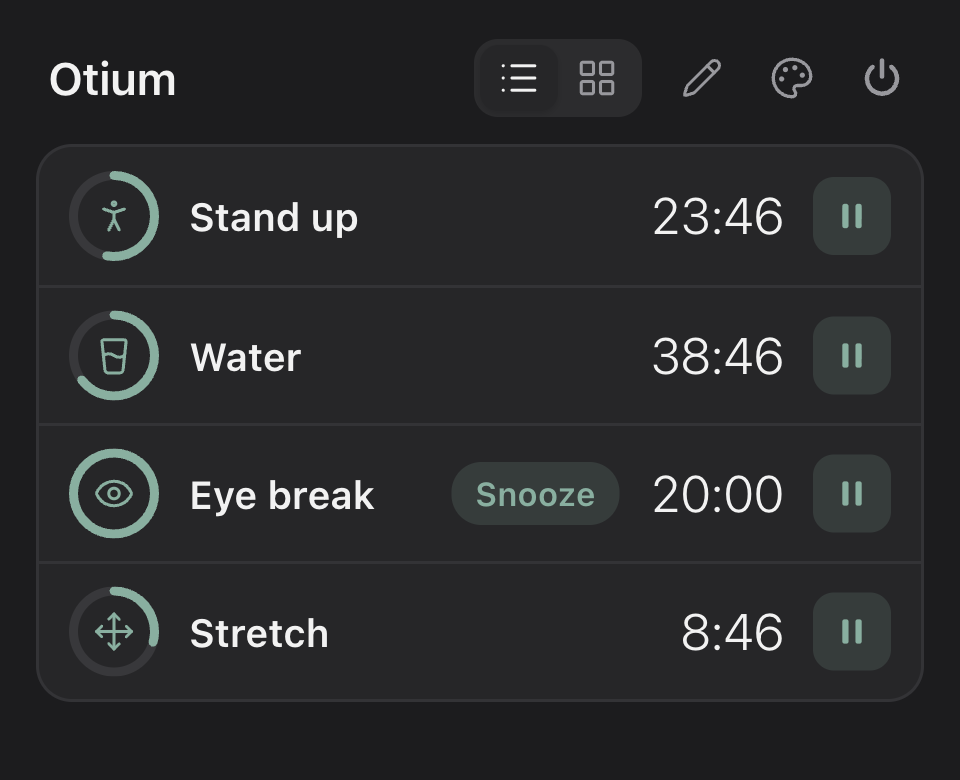 Otium
Stand up 23:46
Water 38:46
Eye break Snooze 20:00
Stretch 8:46